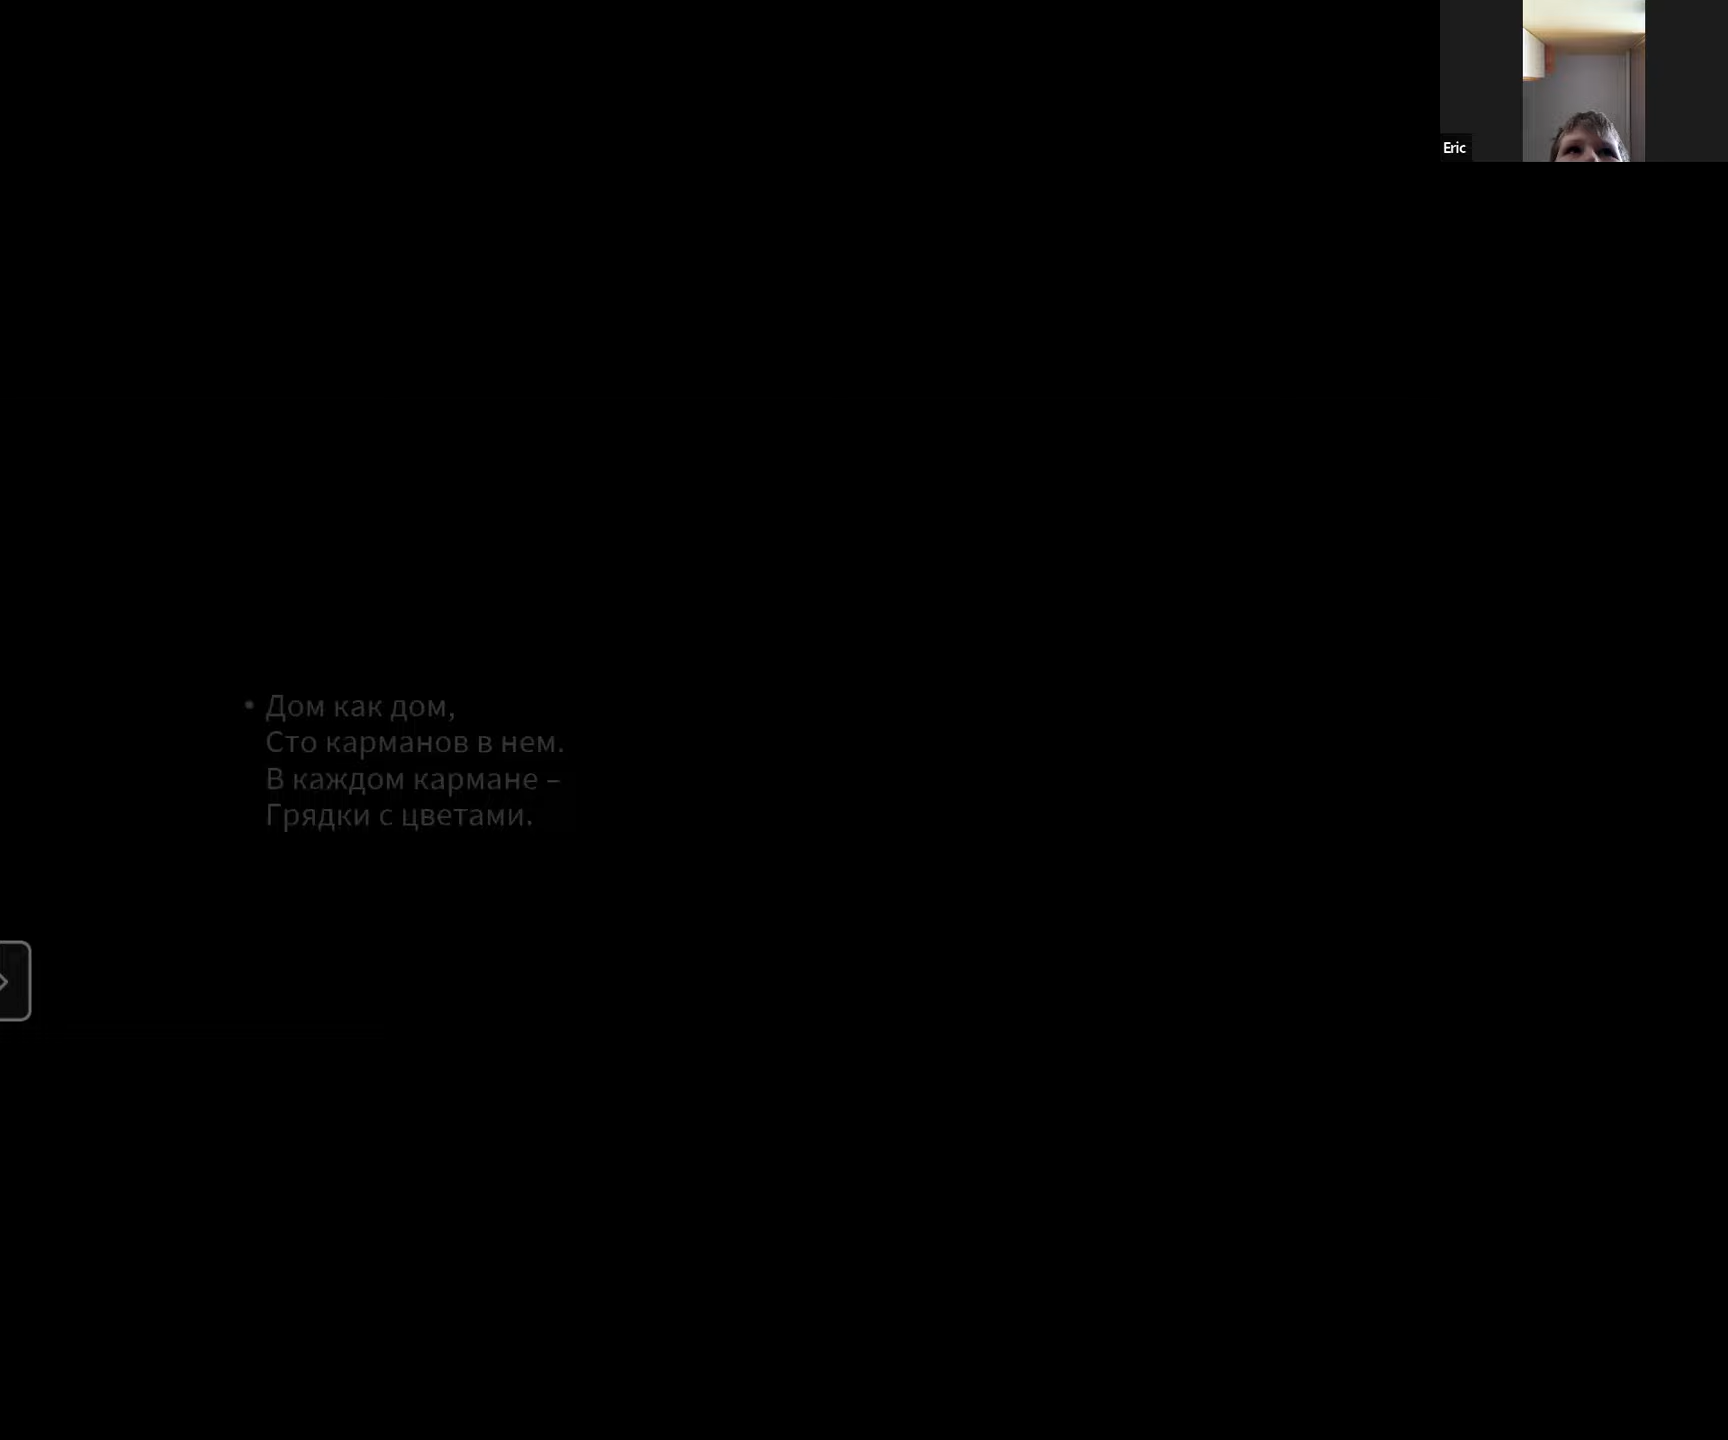 Eric
• Дом как дом,
Сто карманов в нем.
В каждом кармане –
Грядки с цветами.